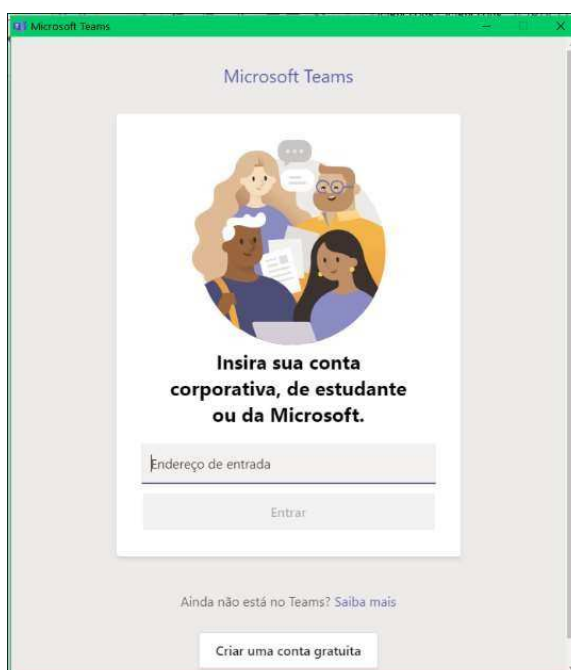 Microsoft Teams
Microsoft Teams
Insira sua conta
corporativa, de estudante
ou da Microsoft.
Endereço de entrada
Entrar
Ainda não está no Teams? Saiba mais
Criar uma conta gratuita